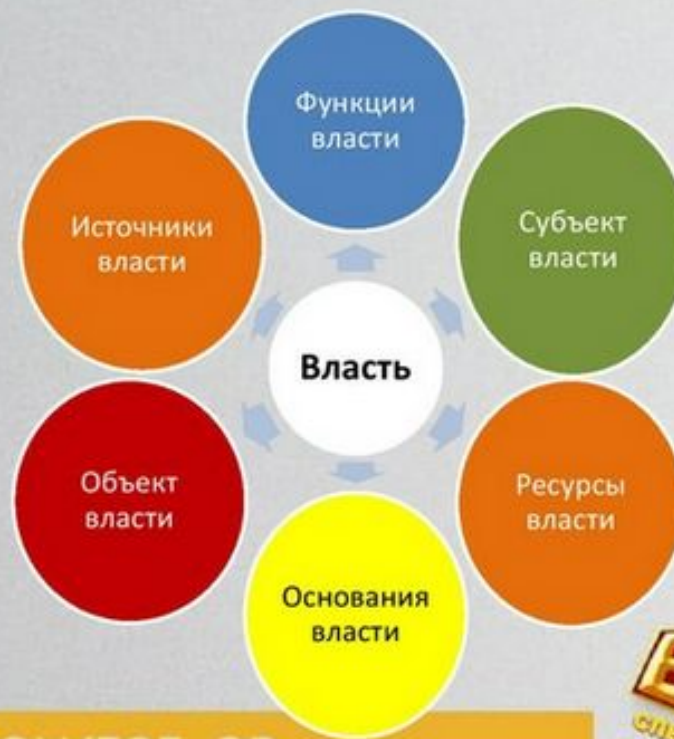 Функции
власти
Субъект
власти
Ресурсы
власти
Основания
власти
Объект
власти
Источники
власти
Власть